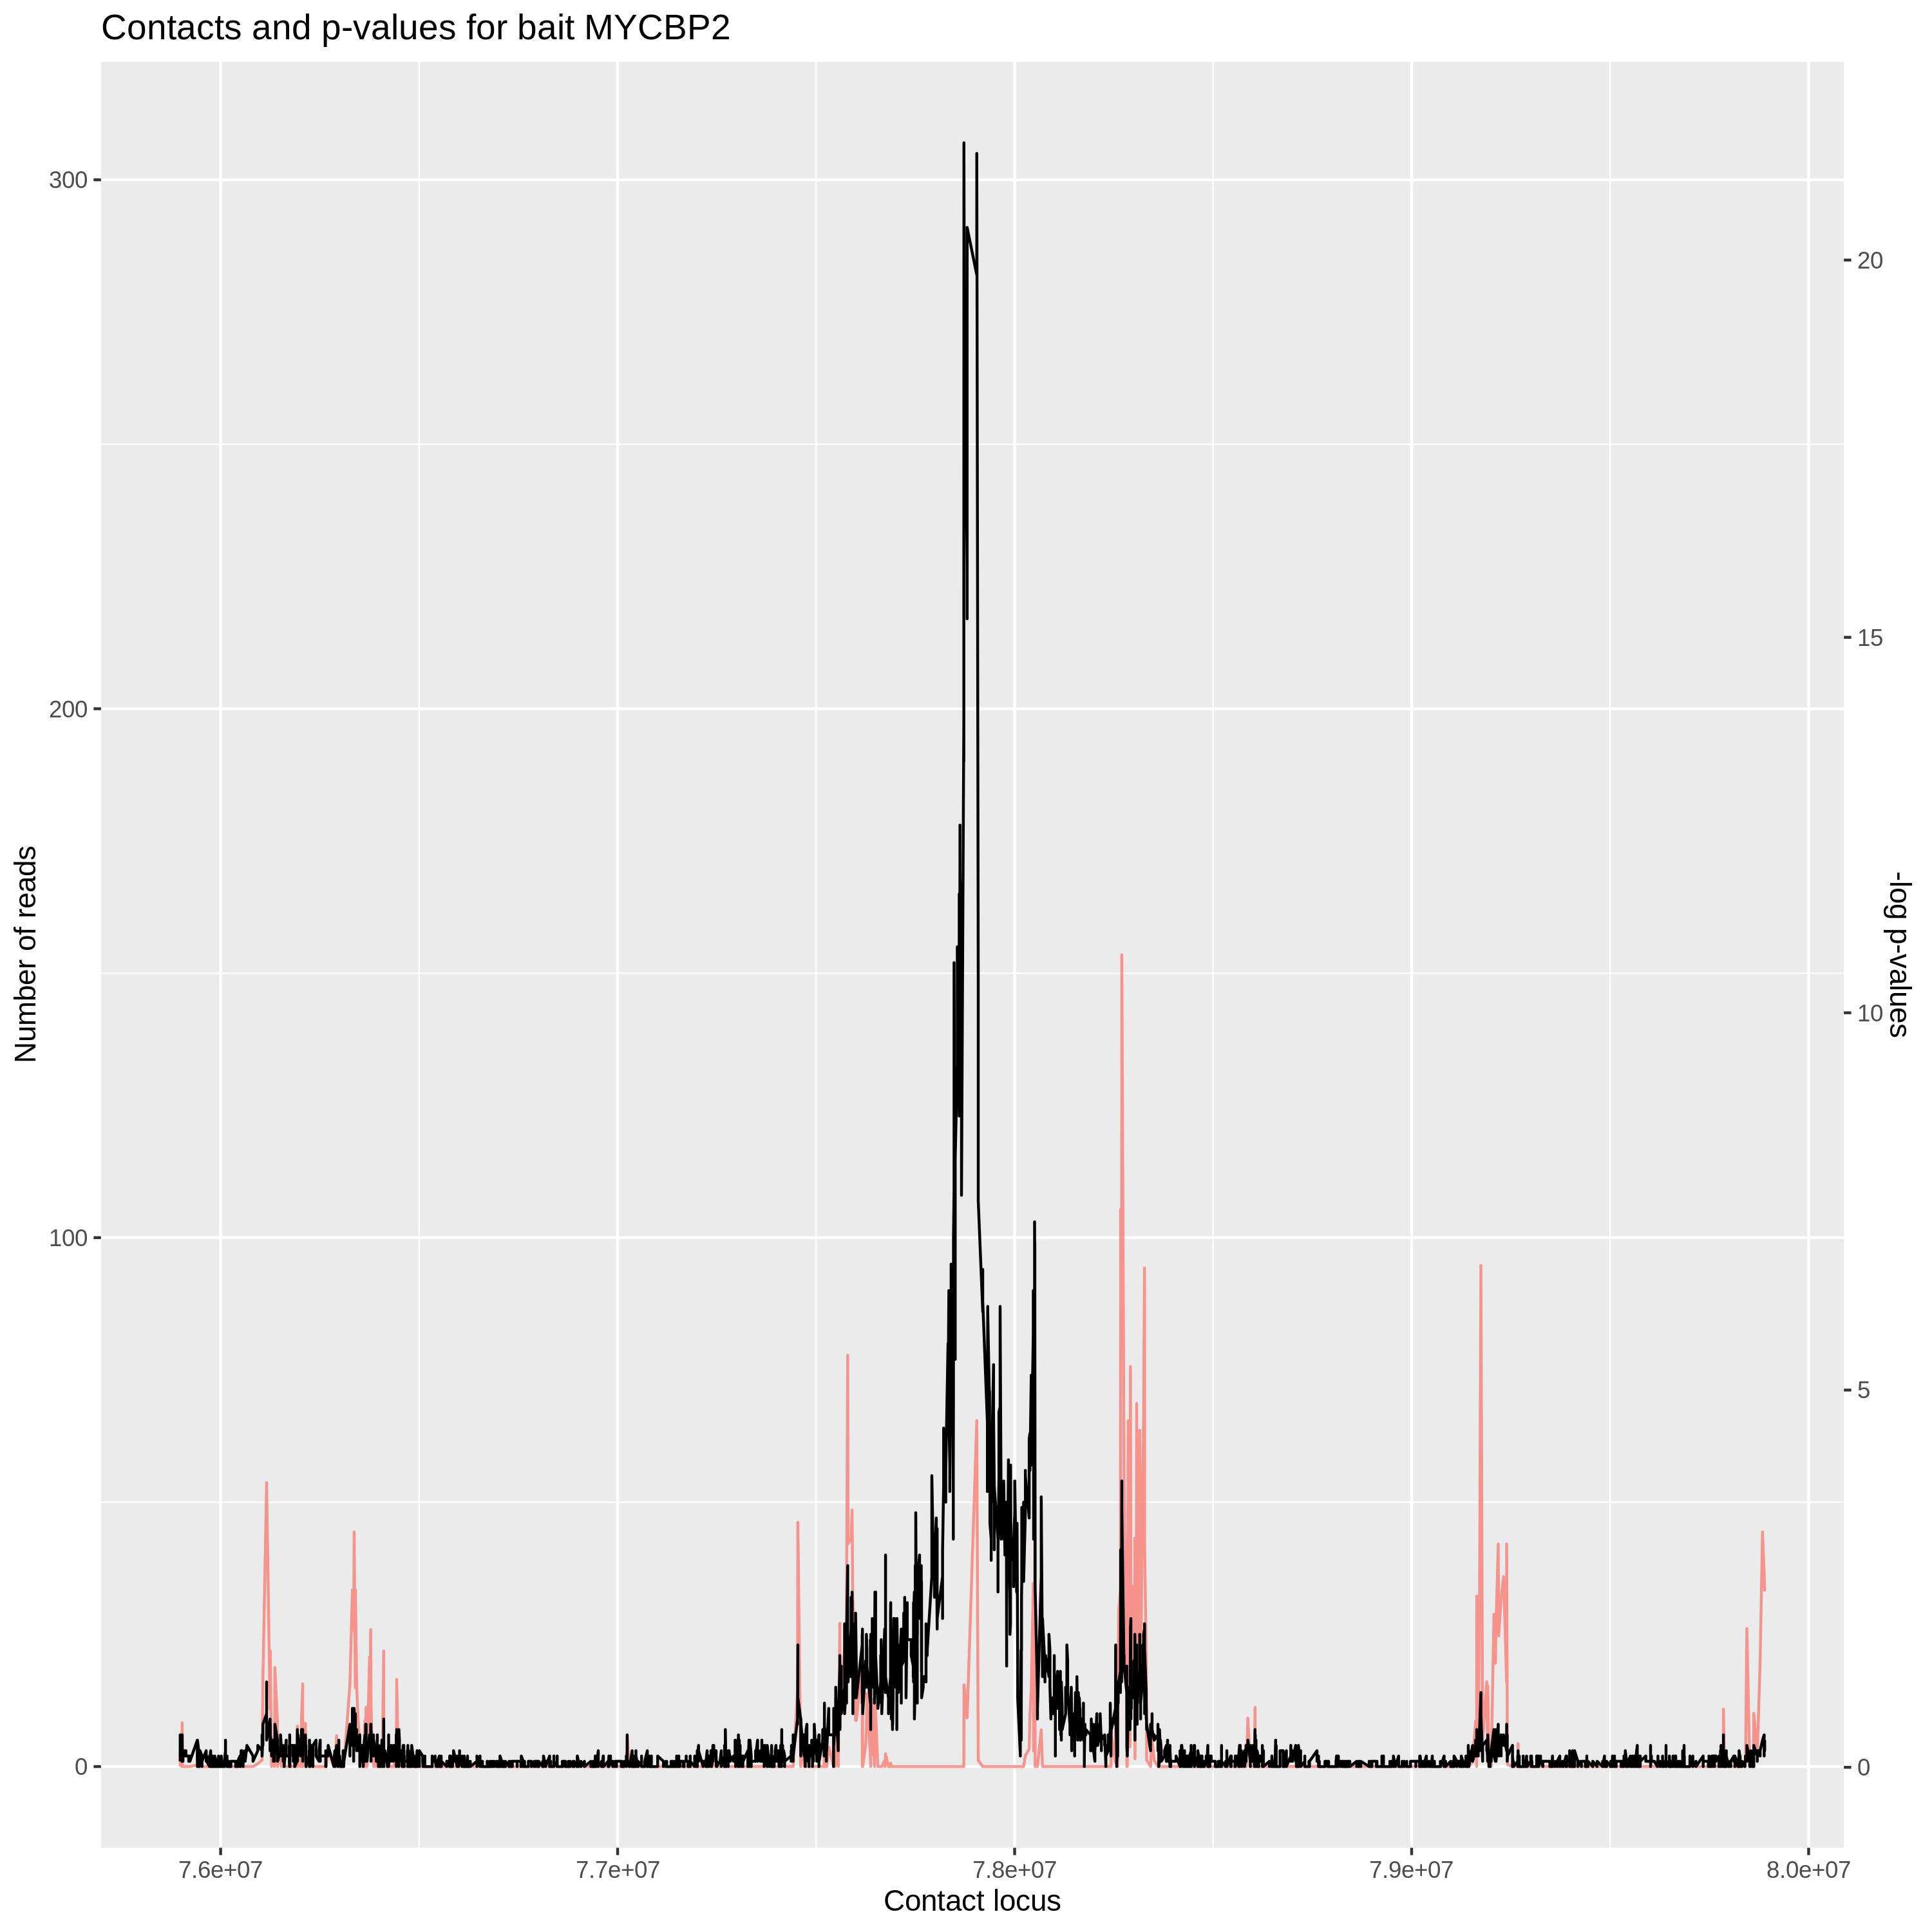 Contacts and p-values for bait MYCBP2
300
200
100
0
Number of reads
20
15
10
5
0
-log p-values
7.6e+07
7.7e+07
7.8e+07
7.9e+07
8.0e+07
Contact locus